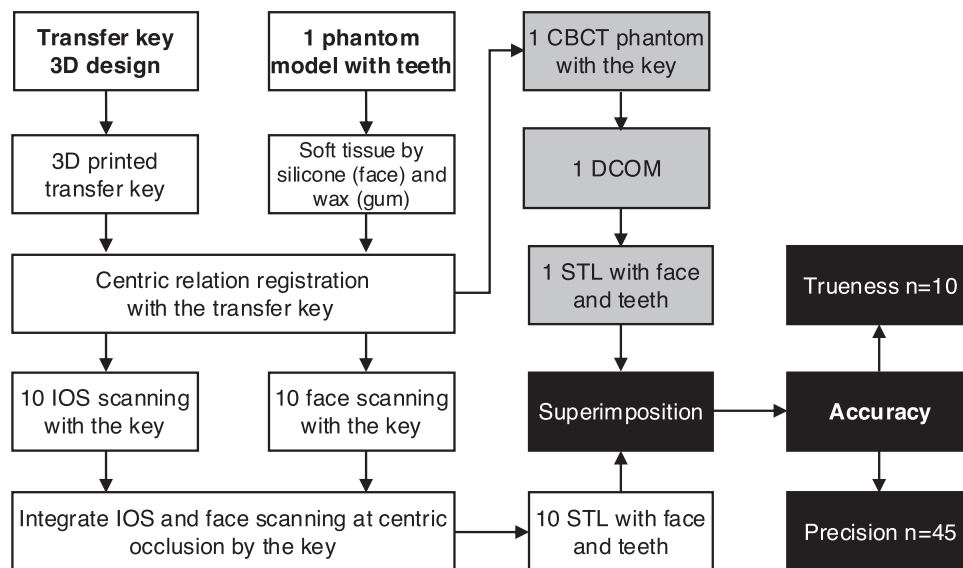 Transfer key
3D design
1 phantom
model with teeth
1 CBCT phantom
with the key
3D printed
transfer key
Soft tissue by
silicone (face) and
wax (gum)
1 DCOM
Centric relation registration
with the transfer key
1 STL with face
and teeth
Trueness n=10
10 IOS scanning
with the key
10 face scanning
with the key
Superimposition
Accuracy
Integrate IOS and face scanning at centric
occlusion by the key
10 STL with face
and teeth
Precision n=45